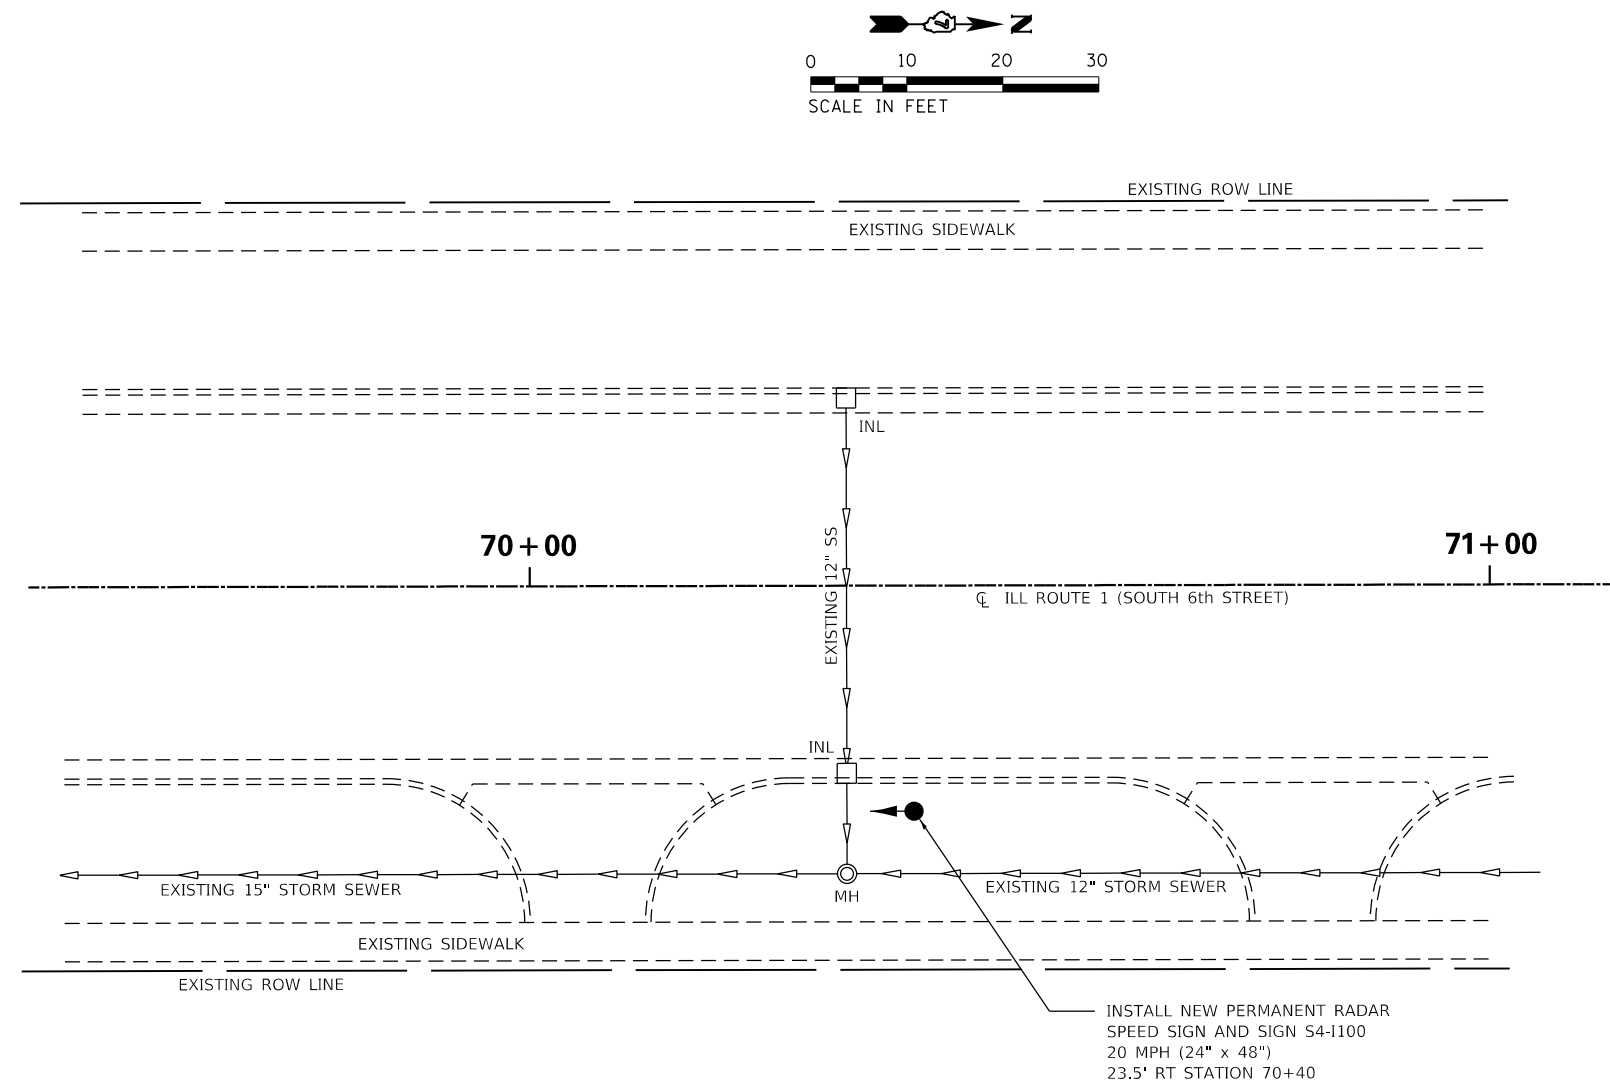 N
0 10 20 30
SCALE IN FEET
EXISTING ROW LINE
EXISTING SIDEWALK
INL
EXISTING 12" SS
70+00
71+00
℄ ILL ROUTE 1 (SOUTH 6th STREET)
INL
EXISTING 15" STORM SEWER
MH
EXISTING 12" STORM SEWER
EXISTING SIDEWALK
EXISTING ROW LINE
INSTALL NEW PERMANENT RADAR
SPEED SIGN AND SIGN S4-I100
20 MPH (24" x 48")
23.5' RT STATION 70+40